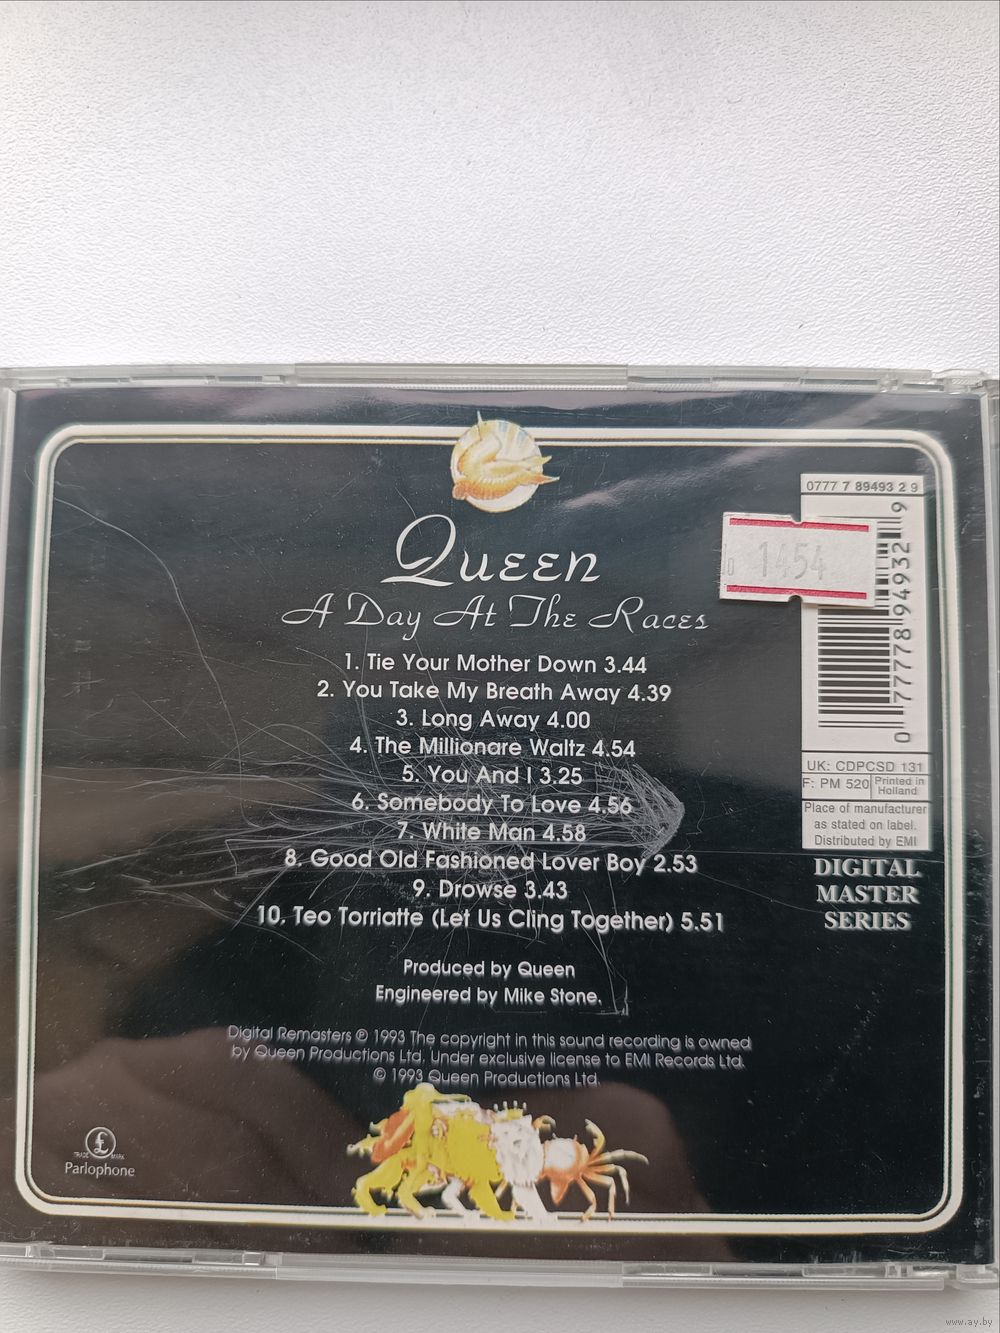 0777 7 89493 2 9
1454
0 77778 94932 9
Queen
A Day At The Races
1. Tie Your Mother Down 3.44
2. You Take My Breath Away 4.39
3. Long Away 4.00
4. The Millionare Waltz 4.54
5. You And I 3.25
6. Somebody To Love 4.56
7. White Man 4.58
8. Good Old Fashioned Lover Boy 2.53
9. Drowse 3.43
10. Teo Torriatte (Let Us Cling Together) 5.51
UK: CDPCSD 131
F: PM 520
Printed in
Holland
Place of manufacturer
as stated on label.
Distributed by EMI
DIGITAL
MASTER
SERIES
Produced by Queen
Engineered by Mike Stone.
Digital Remasters ℗ 1993 The copyright in this sound recording is owned
by Queen Productions Ltd. Under exclusive license to EMI Records Ltd.
© 1993 Queen Productions Ltd.
TRADE MARK
Parlophone
www.ay.by